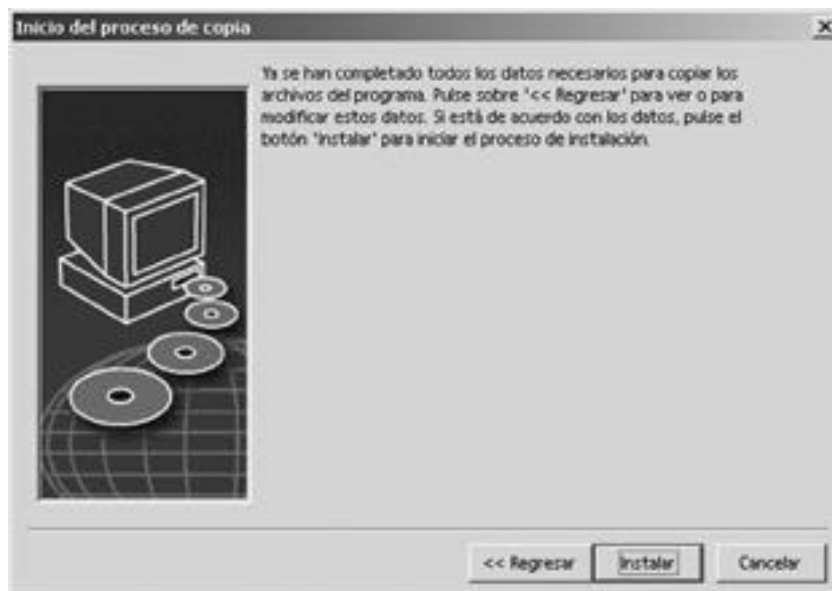 Inicio del proceso de copia
Ya se han completado todos los datos necesarios para copiar los
archivos del programa. Pulse sobre '<< Regresar' para ver o para
modificar estos datos. Si está de acuerdo con los datos, pulse el
botón 'Instalar' para iniciar el proceso de instalación.
<< Regresar
Instalar
Cancelar